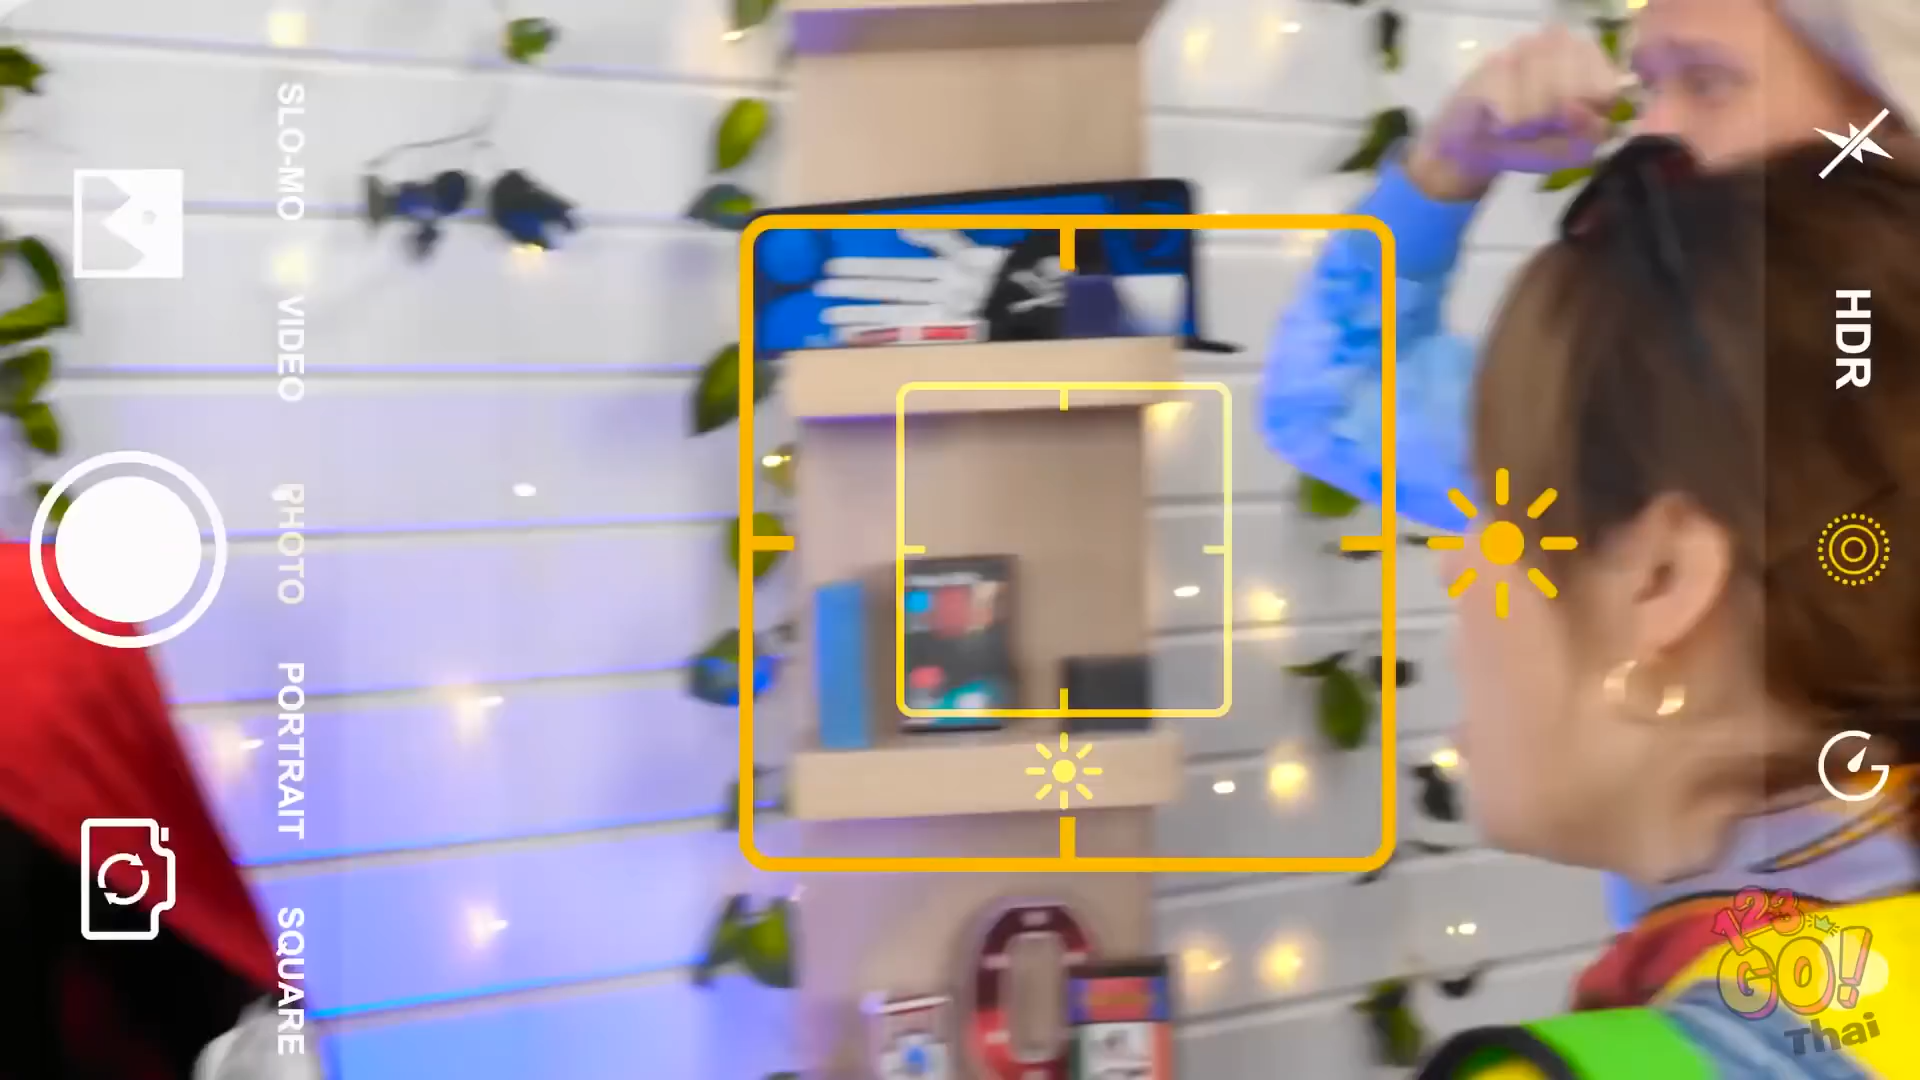 SLO-MO
VIDEO
PHOTO
PORTRAIT
SQUARE
HDR
123
GO!
Thai